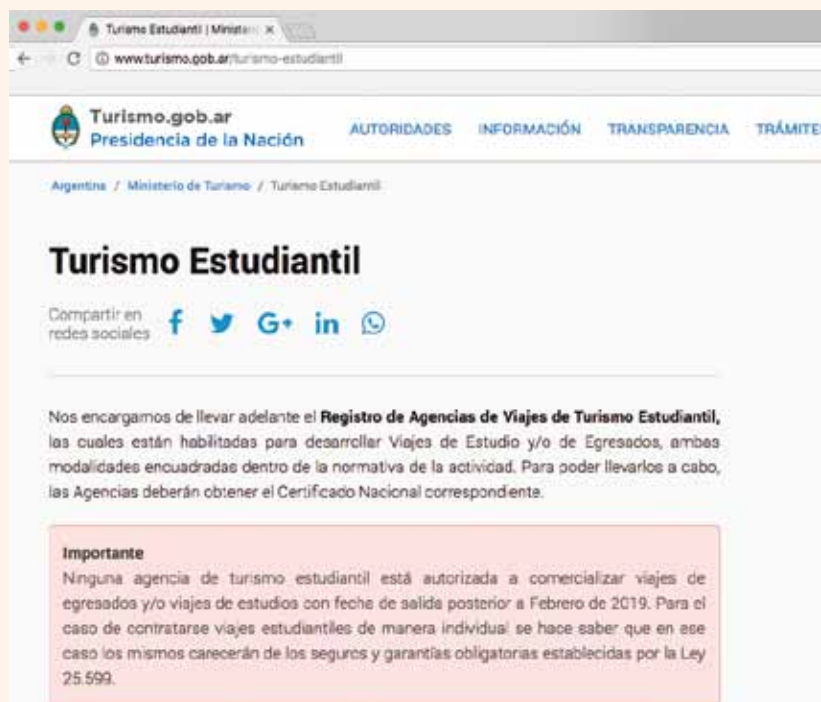 Turismo Estudiantil | Minister
www.turismo.gob.ar/turismo-estudiantil
Turismo.gob.ar
Presidencia de la Nación
AUTORIDADES INFORMACIÓN TRANSPARENCIA TRÁMITE
Argentina / Ministerio de Turismo / Turismo Estudiantil
Turismo Estudiantil
Compartir en
redes sociales
Nos encargamos de llevar adelante el Registro de Agencias de Viajes de Turismo Estudiantil,
las cuales están habilitadas para desarrollar Viajes de Estudio y/o de Egresados, ambas
modalidades encuadradas dentro de la normativa de la actividad. Para poder llevarlos a cabo,
las Agencias deberán obtener el Certificado Nacional correspondiente.
Importante
Ninguna agencia de turismo estudiantil está autorizada a comercializar viajes de
egresados y/o viajes de estudios con fecha de salida posterior a Febrero de 2019. Para el
caso de contratarse viajes estudiantiles de manera individual se hace saber que en ese
caso los mismos carecerán de los seguros y garantías obligatorias establecidas por la Ley
25.599.